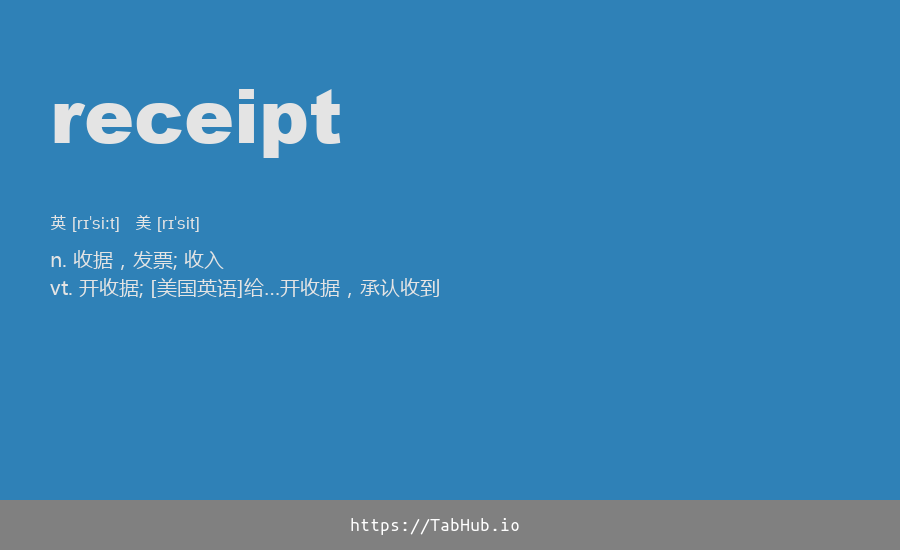 receipt
英 [rɪˈsiːt] 美 [rɪˈsit]
n. 收据，发票; 收入
vt. 开收据; [美国英语]给…开收据，承认收到
https://TabHub.io